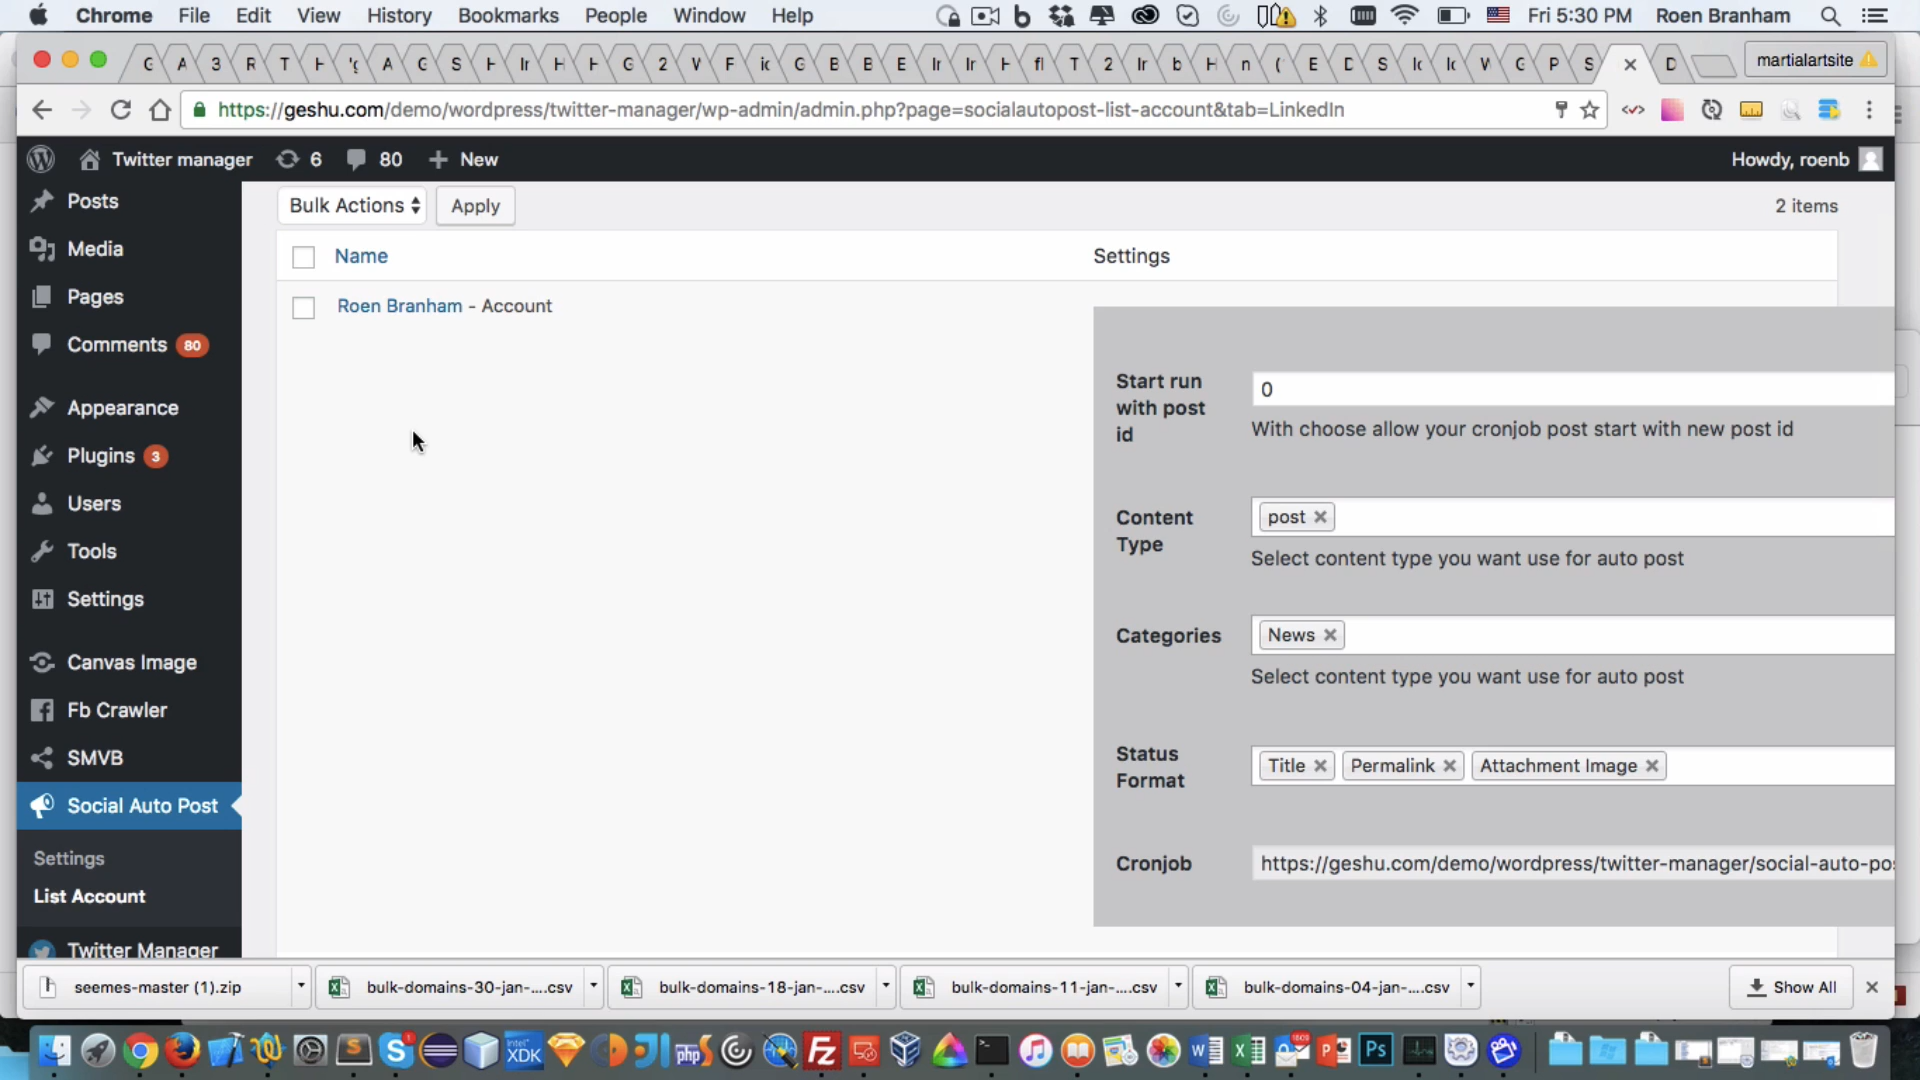 Chrome File Edit View History Bookmarks People Window Help Fri 5:30 PM Roen Branham
G A 3 R T A G S G 2 F B B E T 2 b H n ( E S G P S D martialartsite
https://geshu.com/demo/wordpress/twitter-manager/wp-admin/admin.php?page=socialautopost-list-account&tab=LinkedIn
Twitter manager 6 80 + New Howdy, roenb
Posts
Media
Pages
Comments 80
Appearance
Plugins 3
Users
Tools
Settings
Canvas Image
Fb Crawler
SMVB
Social Auto Post
Settings
List Account
Twitter Manager
Bulk Actions Apply 2 items
Name Settings
Roen Branham - Account
Start run
with post
id
0
With choose allow your cronjob post start with new post id
Content
Type
post ×
Select content type you want use for auto post
Categories
News ×
Select content type you want use for auto post
Status
Format
Title × Permalink × Attachment Image ×
Cronjob
https://geshu.com/demo/wordpress/twitter-manager/social-auto-po
seemes-master (1).zip bulk-domains-30-jan-....csv bulk-domains-18-jan-....csv bulk-domains-11-jan-....csv bulk-domains-04-jan-....csv Show All
Intel XDK php Fz Ps